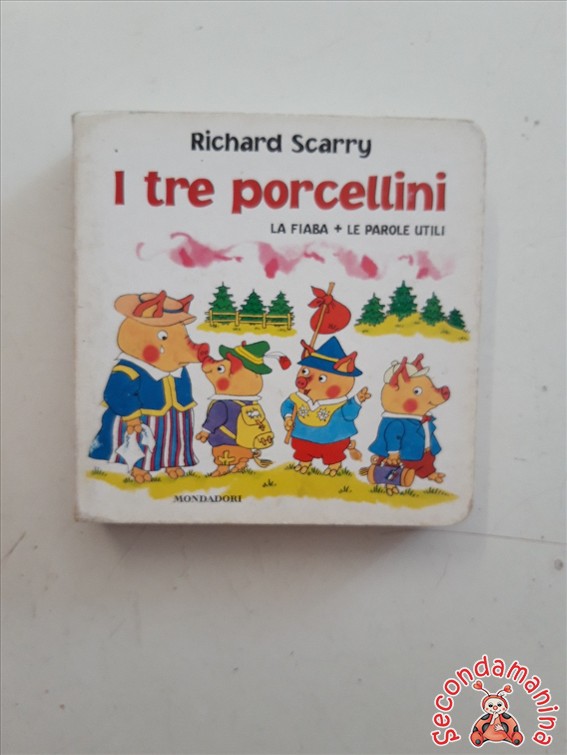 Richard Scarry
I tre porcellini
LA FIABA + LE PAROLE UTILI
MONDADORI
secondamanina